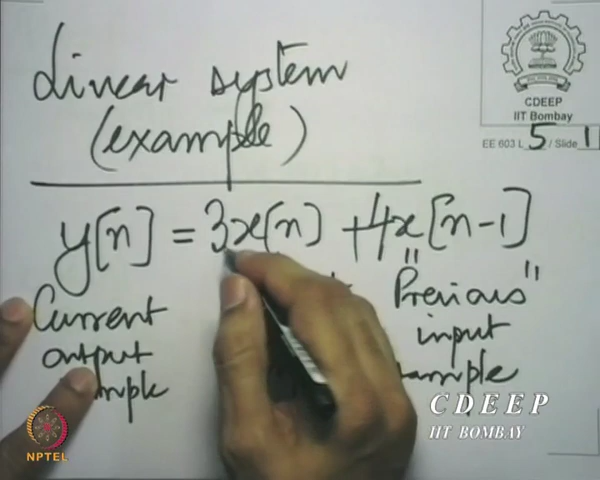 Linear system
(example)
CDEEP
IIT Bombay
EE 603 L 5 / Slide 1
y[n] = 3x[n] + 4x[n-1]
Current
output
"Previous"
input
sample
CDEEP
IIT BOMBAY
NPTEL